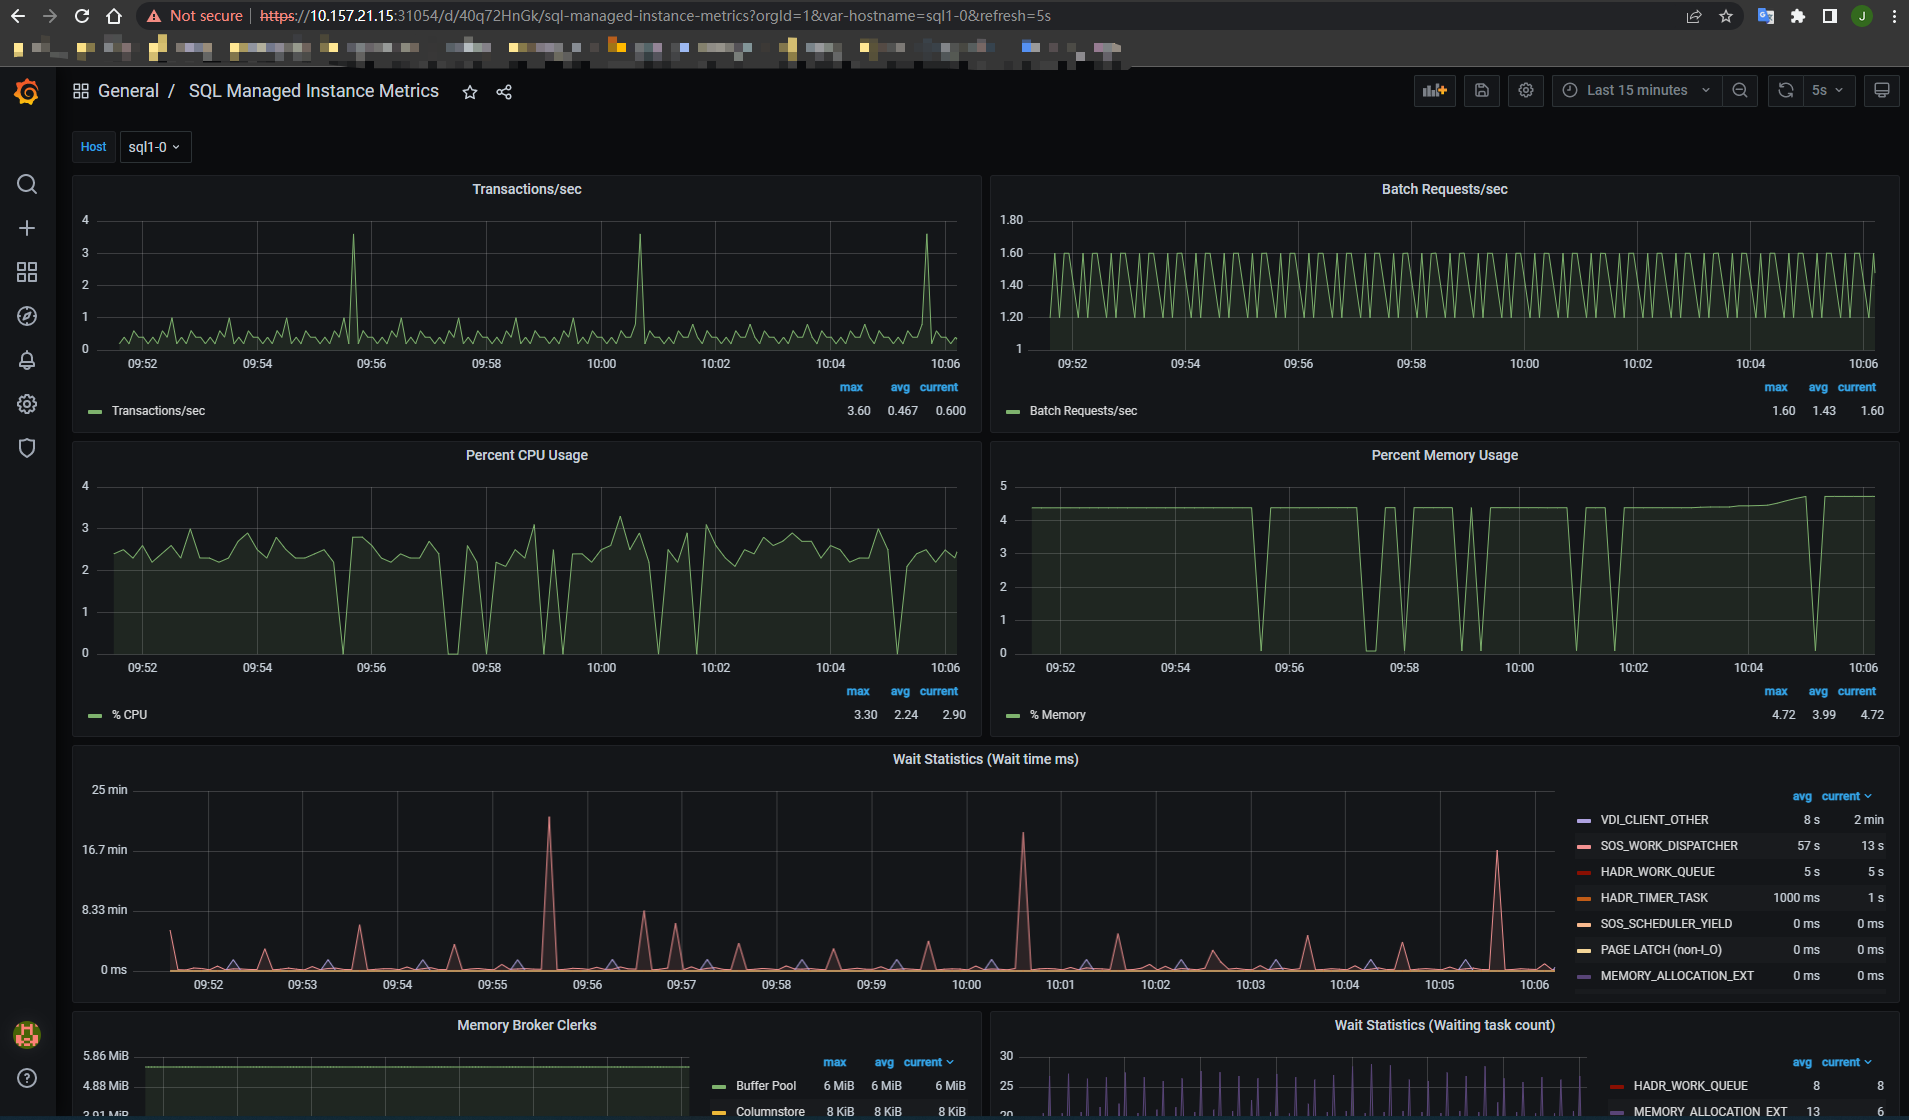 Not secure https://10.157.21.15:31054/d/40q72HnGk/sql-managed-instance-metrics?orgId=1&var-hostname=sql1-0&refresh=5s J
General / SQL Managed Instance Metrics Last 15 minutes 5s
Host sql1-0
Transactions/sec
4
3
2
1
0
09:52 09:54 09:56 09:58 10:00 10:02 10:04 10:06
max avg current
Transactions/sec 3.60 0.467 0.600
Batch Requests/sec
1.80
1.60
1.40
1.20
1
09:52 09:54 09:56 09:58 10:00 10:02 10:04 10:06
max avg current
Batch Requests/sec 1.60 1.43 1.60
Percent CPU Usage
4
3
2
1
0
09:52 09:54 09:56 09:58 10:00 10:02 10:04 10:06
max avg current
% CPU 3.30 2.24 2.90
Percent Memory Usage
5
4
3
2
1
0
09:52 09:54 09:56 09:58 10:00 10:02 10:04 10:06
max avg current
% Memory 4.72 3.99 4.72
Wait Statistics (Wait time ms)
25 min
16.7 min
8.33 min
0 ms
09:52 09:53 09:54 09:55 09:56 09:57 09:58 09:59 10:00 10:01 10:02 10:03 10:04 10:05 10:06
avg current
VDI_CLIENT_OTHER 8 s 2 min
SOS_WORK_DISPATCHER 57 s 13 s
HADR_WORK_QUEUE 5 s 5 s
HADR_TIMER_TASK 1000 ms 1 s
SOS_SCHEDULER_YIELD 0 ms 0 ms
PAGE LATCH (non-I_O) 0 ms 0 ms
MEMORY_ALLOCATION_EXT 0 ms 0 ms
Memory Broker Clerks
5.86 MiB
4.88 MiB
3.91 MiB
max avg current
Buffer Pool 6 MiB 6 MiB 6 MiB
Columnstore 8 KiB 8 KiB 8 KiB
Wait Statistics (Waiting task count)
30
25
20
avg current
HADR_WORK_QUEUE 8 8
MEMORY_ALLOCATION_EXT 13 6